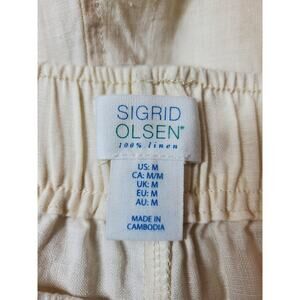 SIGRID
OLSEN®
100% linen
US: M
CA: M/M
UK: M
EU: M
AU: M
MADE IN
CAMBODIA